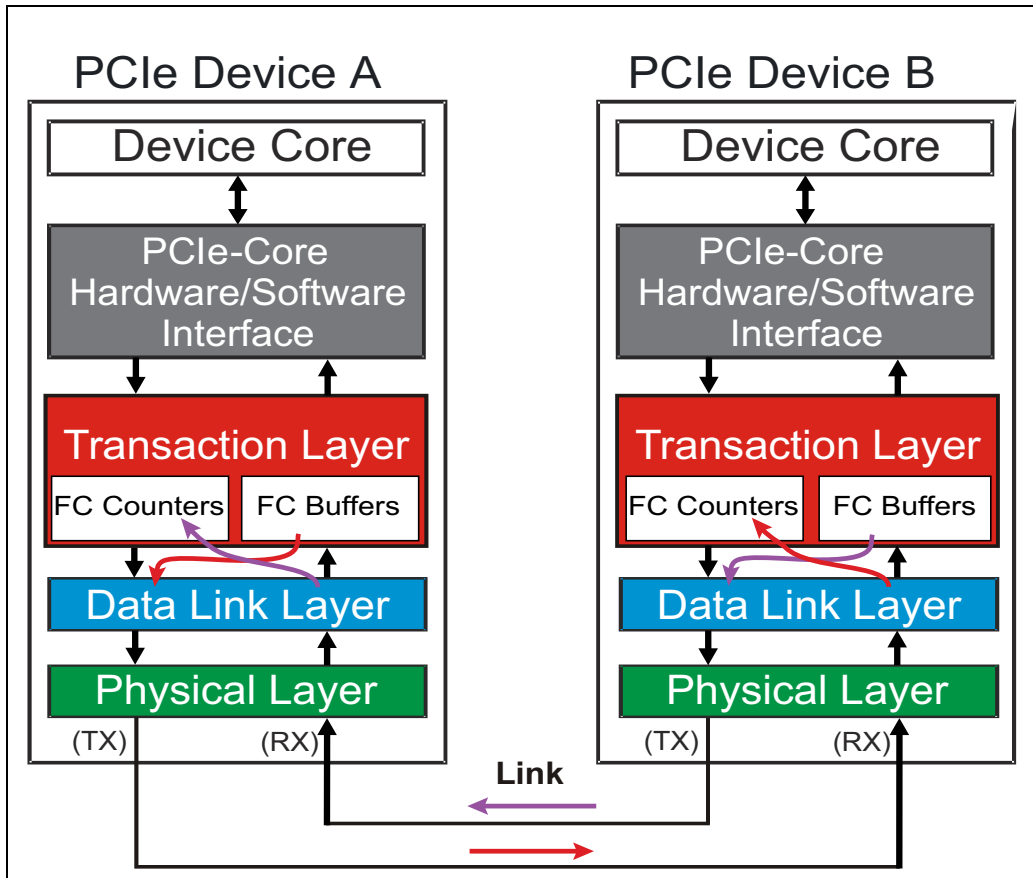 PCIe Device A
Device Core
PCIe-Core
Hardware/Software
Interface
Transaction Layer
FC Counters
FC Buffers
Data Link Layer
Physical Layer
(TX)
(RX)
PCIe Device B
Device Core
PCIe-Core
Hardware/Software
Interface
Transaction Layer
FC Counters
FC Buffers
Data Link Layer
Physical Layer
(TX)
(RX)
Link